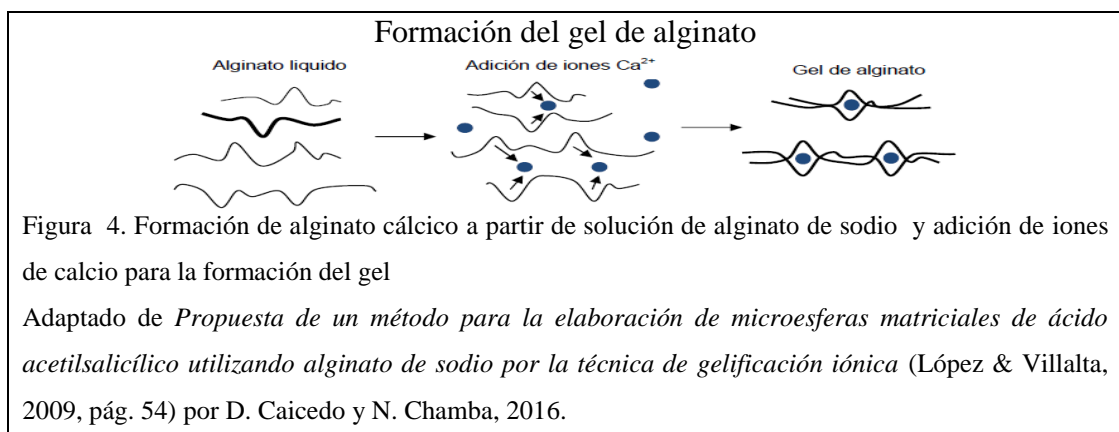 Formación del gel de alginato
Alginato liquido
Adición de iones Ca²⁺
Gel de alginato
Figura 4. Formación de alginato cálcico a partir de solución de alginato de sodio y adición de iones
de calcio para la formación del gel
Adaptado de Propuesta de un método para la elaboración de microesferas matriciales de ácido
acetilsalicílico utilizando alginato de sodio por la técnica de gelificación iónica (López & Villalta,
2009, pág. 54) por D. Caicedo y N. Chamba, 2016.